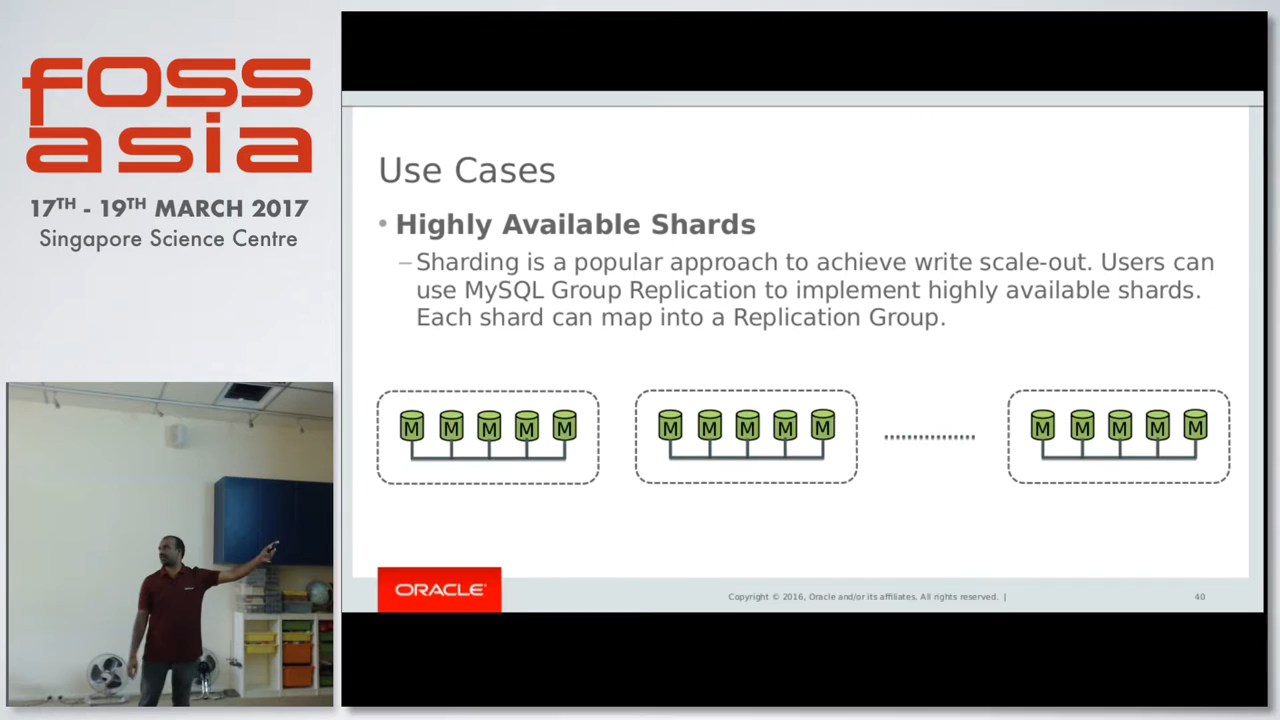 foss
asia
17TH - 19TH MARCH 2017
Singapore Science Centre
Use Cases
• Highly Available Shards
–Sharding is a popular approach to achieve write scale-out. Users can
use MySQL Group Replication to implement highly available shards.
Each shard can map into a Replication Group.
M M M M M M M M M M M M M M M
ORACLE
Copyright © 2016, Oracle and/or its affiliates. All rights reserved. |
40